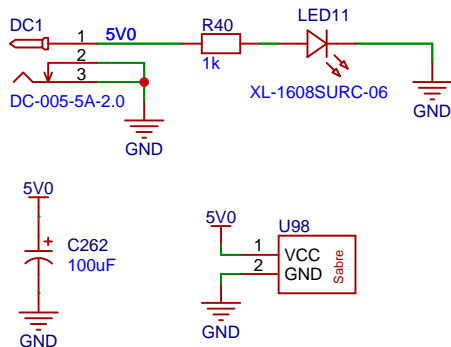 DC1
1
5V0
2
3
DC-005-5A-2.0
GND
R40
1k
LED11
XL-1608SURC-06
GND
5V0
+
C262
100uF
GND
5V0
U98
1
VCC
2
GND
Sabre
GND